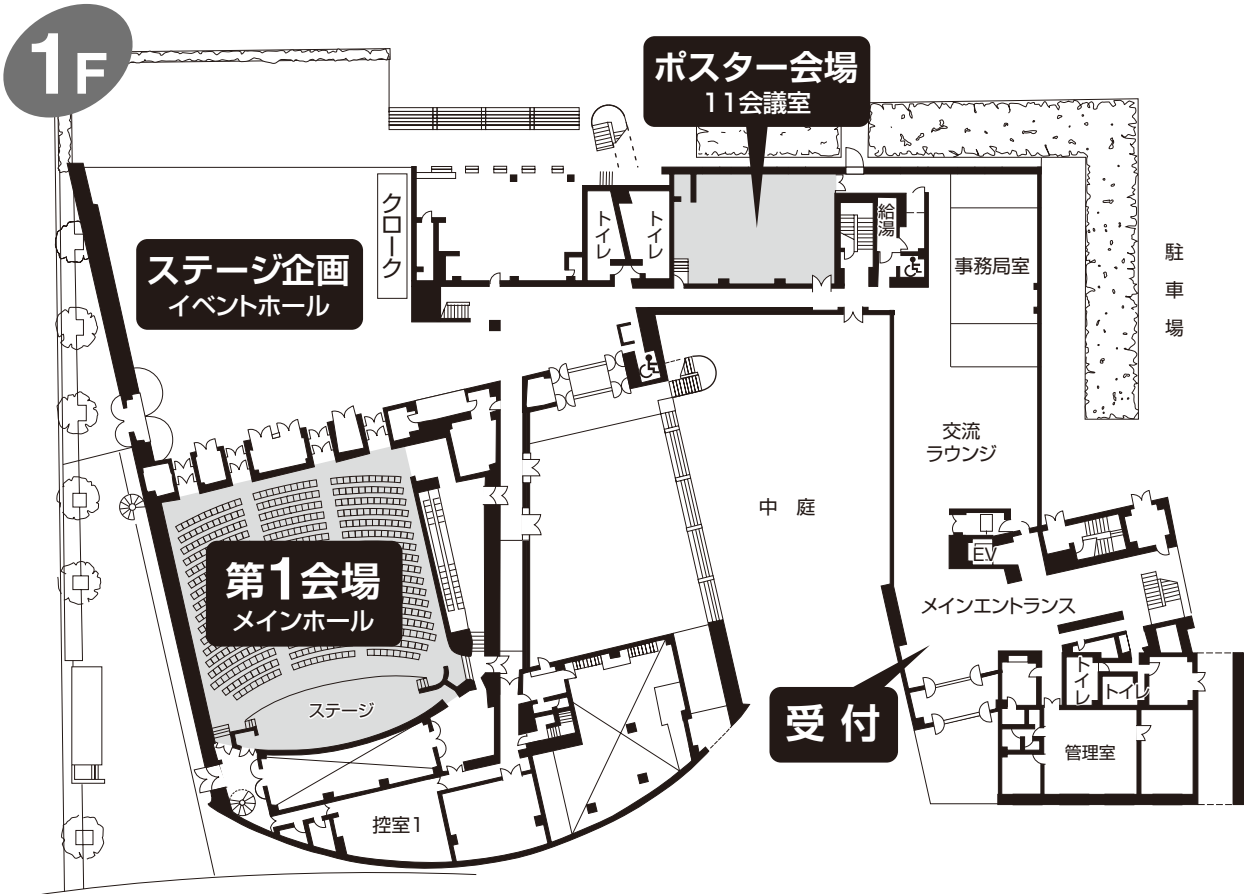 1F
ポスター会場
11会議室
クローク
トイレ
トイレ
給湯
ステージ企画
イベントホール
事務局室
駐車場
交流
ラウンジ
中庭
EV
第1会場
メインホール
メインエントランス
ステージ
受付
トイレ
トイレ
管理室
控室1